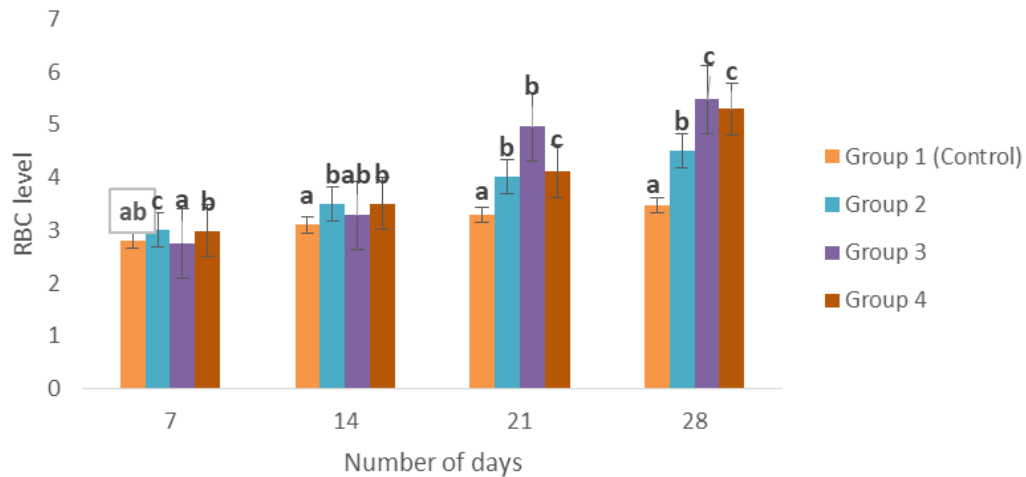 7
6
5
4
3
2
1
0
RBC level
ab c a b
a b ab b
a b b c
a b c c
7 14 21 28
Number of days
Group 1 (Control)
Group 2
Group 3
Group 4